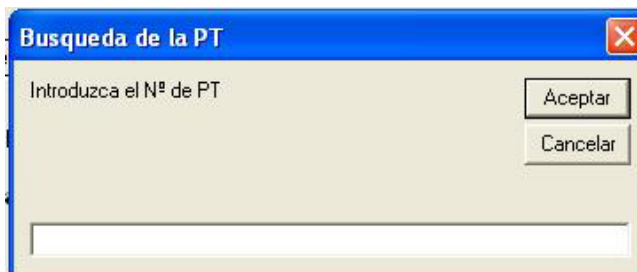 Busqueda de la PT
Introduzca el Nº de PT
Aceptar
Cancelar